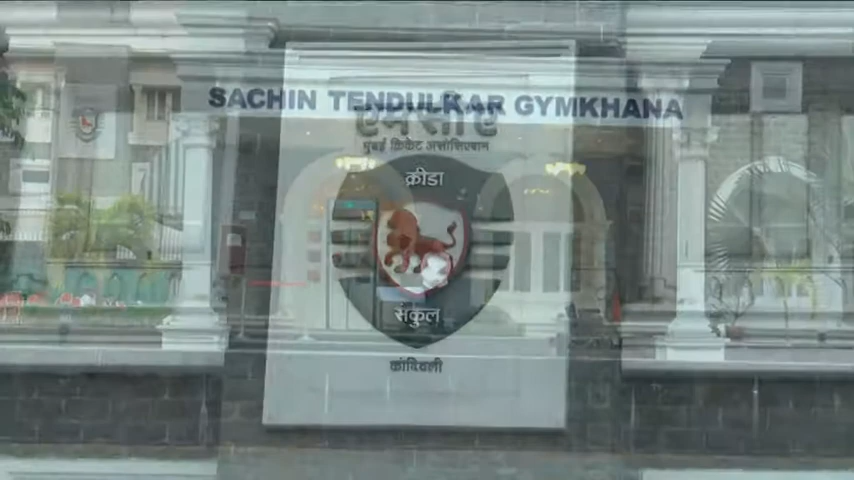 SACHIN TENDULKAR GYMKHANA
एमसीए
मुंबई क्रिकेट असोसिएशन
क्रीडा
संकुल
कांदिवली